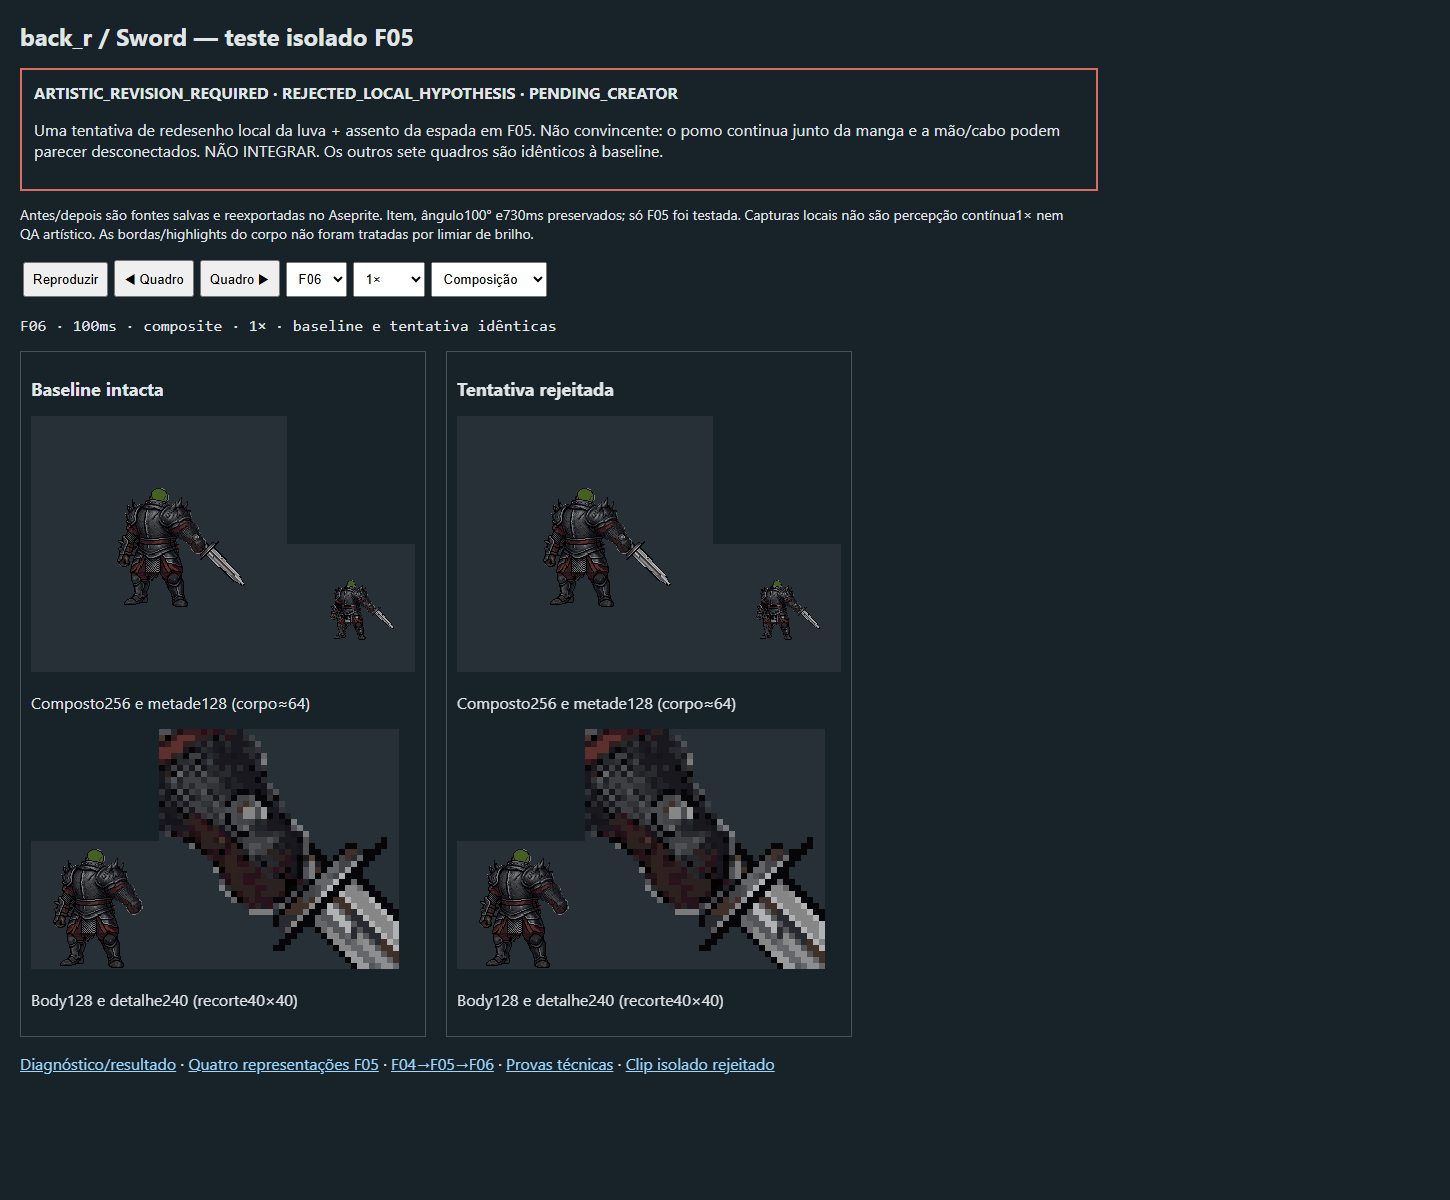 back_r / Sword — teste isolado F05
ARTISTIC_REVISION_REQUIRED · REJECTED_LOCAL_HYPOTHESIS · PENDING_CREATOR
Uma tentativa de redesenho local da luva + assento da espada em F05. Não convincente: o pomo continua junto da manga e a mão/cabo podem
parecer desconectados. NÃO INTEGRAR. Os outros sete quadros são idênticos à baseline.
Antes/depois são fontes salvas e reexportadas no Aseprite. Item, ângulo100° e730ms preservados; só F05 foi testada. Capturas locais não são percepção contínua1× nem
QA artístico. As bordas/highlights do corpo não foram tratadas por limiar de brilho.
Reproduzir ◀ Quadro Quadro ▶ F06 1× Composição
F06 · 100ms · composite · 1× · baseline e tentativa idênticas
Baseline intacta
Composto256 e metade128 (corpo≈64)
Body128 e detalhe240 (recorte40×40)
Tentativa rejeitada
Composto256 e metade128 (corpo≈64)
Body128 e detalhe240 (recorte40×40)
Diagnóstico/resultado · Quatro representações F05 · F04→F05→F06 · Provas técnicas · Clip isolado rejeitado